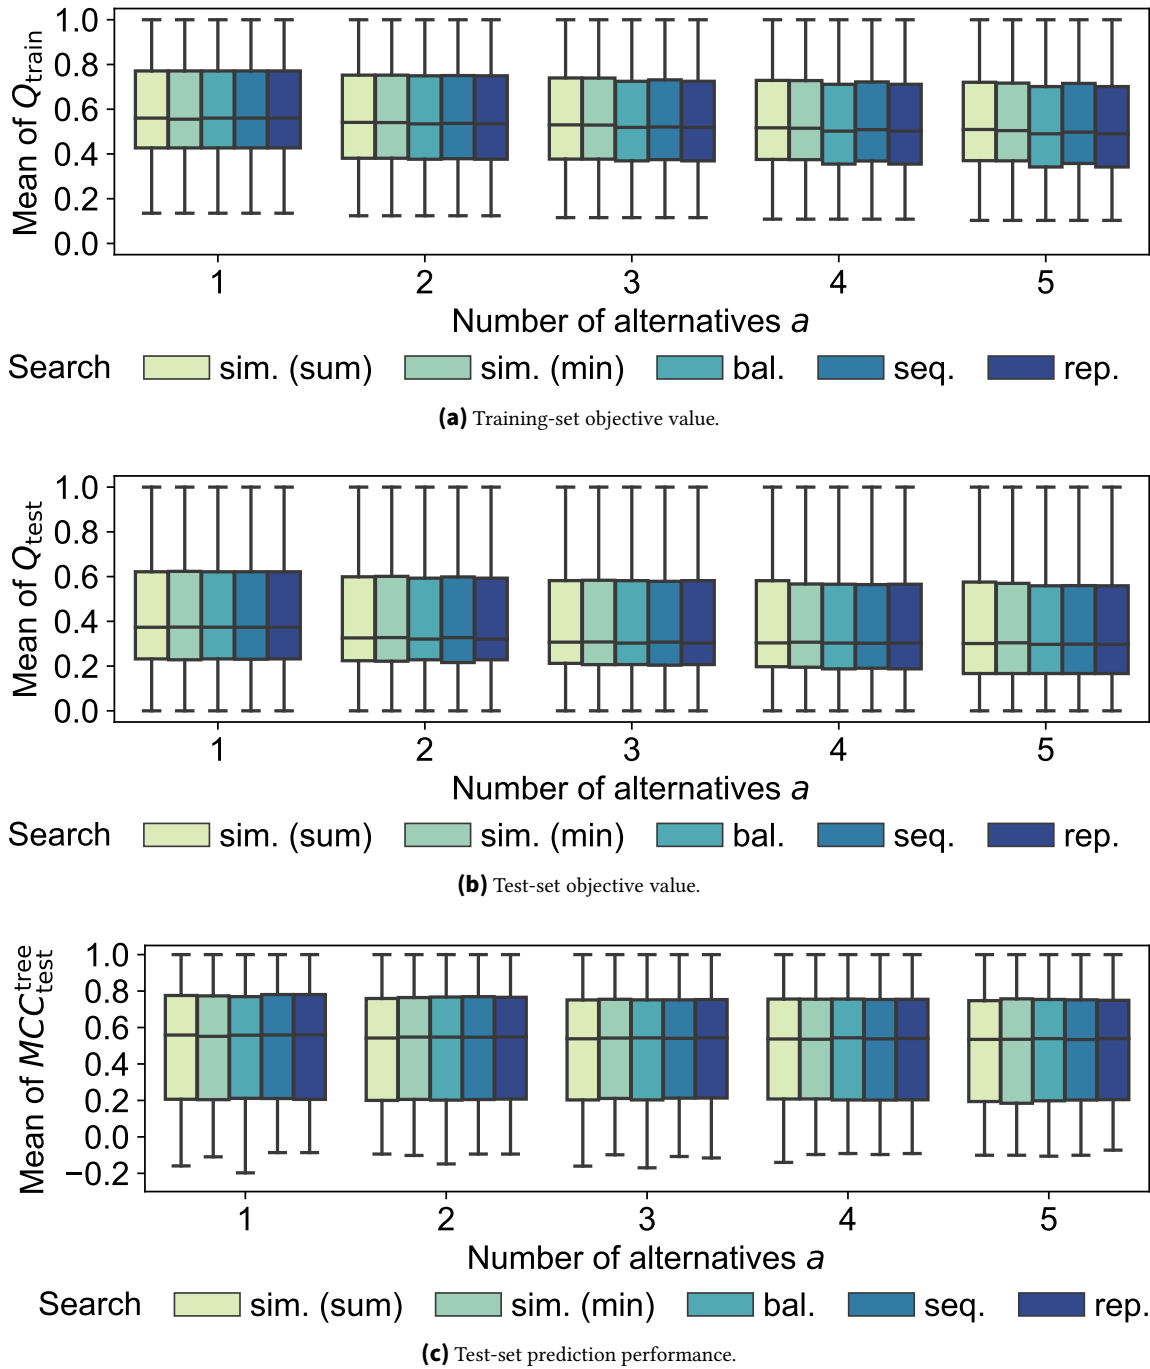 1.0
0.8
0.6
0.4
0.2
0.0
Mean of Q_train
1 2 3 4 5
Number of alternatives a
Search sim. (sum) sim. (min) bal. seq. rep.
(a) Training-set objective value.
1.0
0.8
0.6
0.4
0.2
0.0
Mean of Q_test
1 2 3 4 5
Number of alternatives a
Search sim. (sum) sim. (min) bal. seq. rep.
(b) Test-set objective value.
1.0
0.8
0.6
0.4
0.2
0.0
−0.2
Mean of MCC^tree_test
1 2 3 4 5
Number of alternatives a
Search sim. (sum) sim. (min) bal. seq. rep.
(c) Test-set prediction performance.